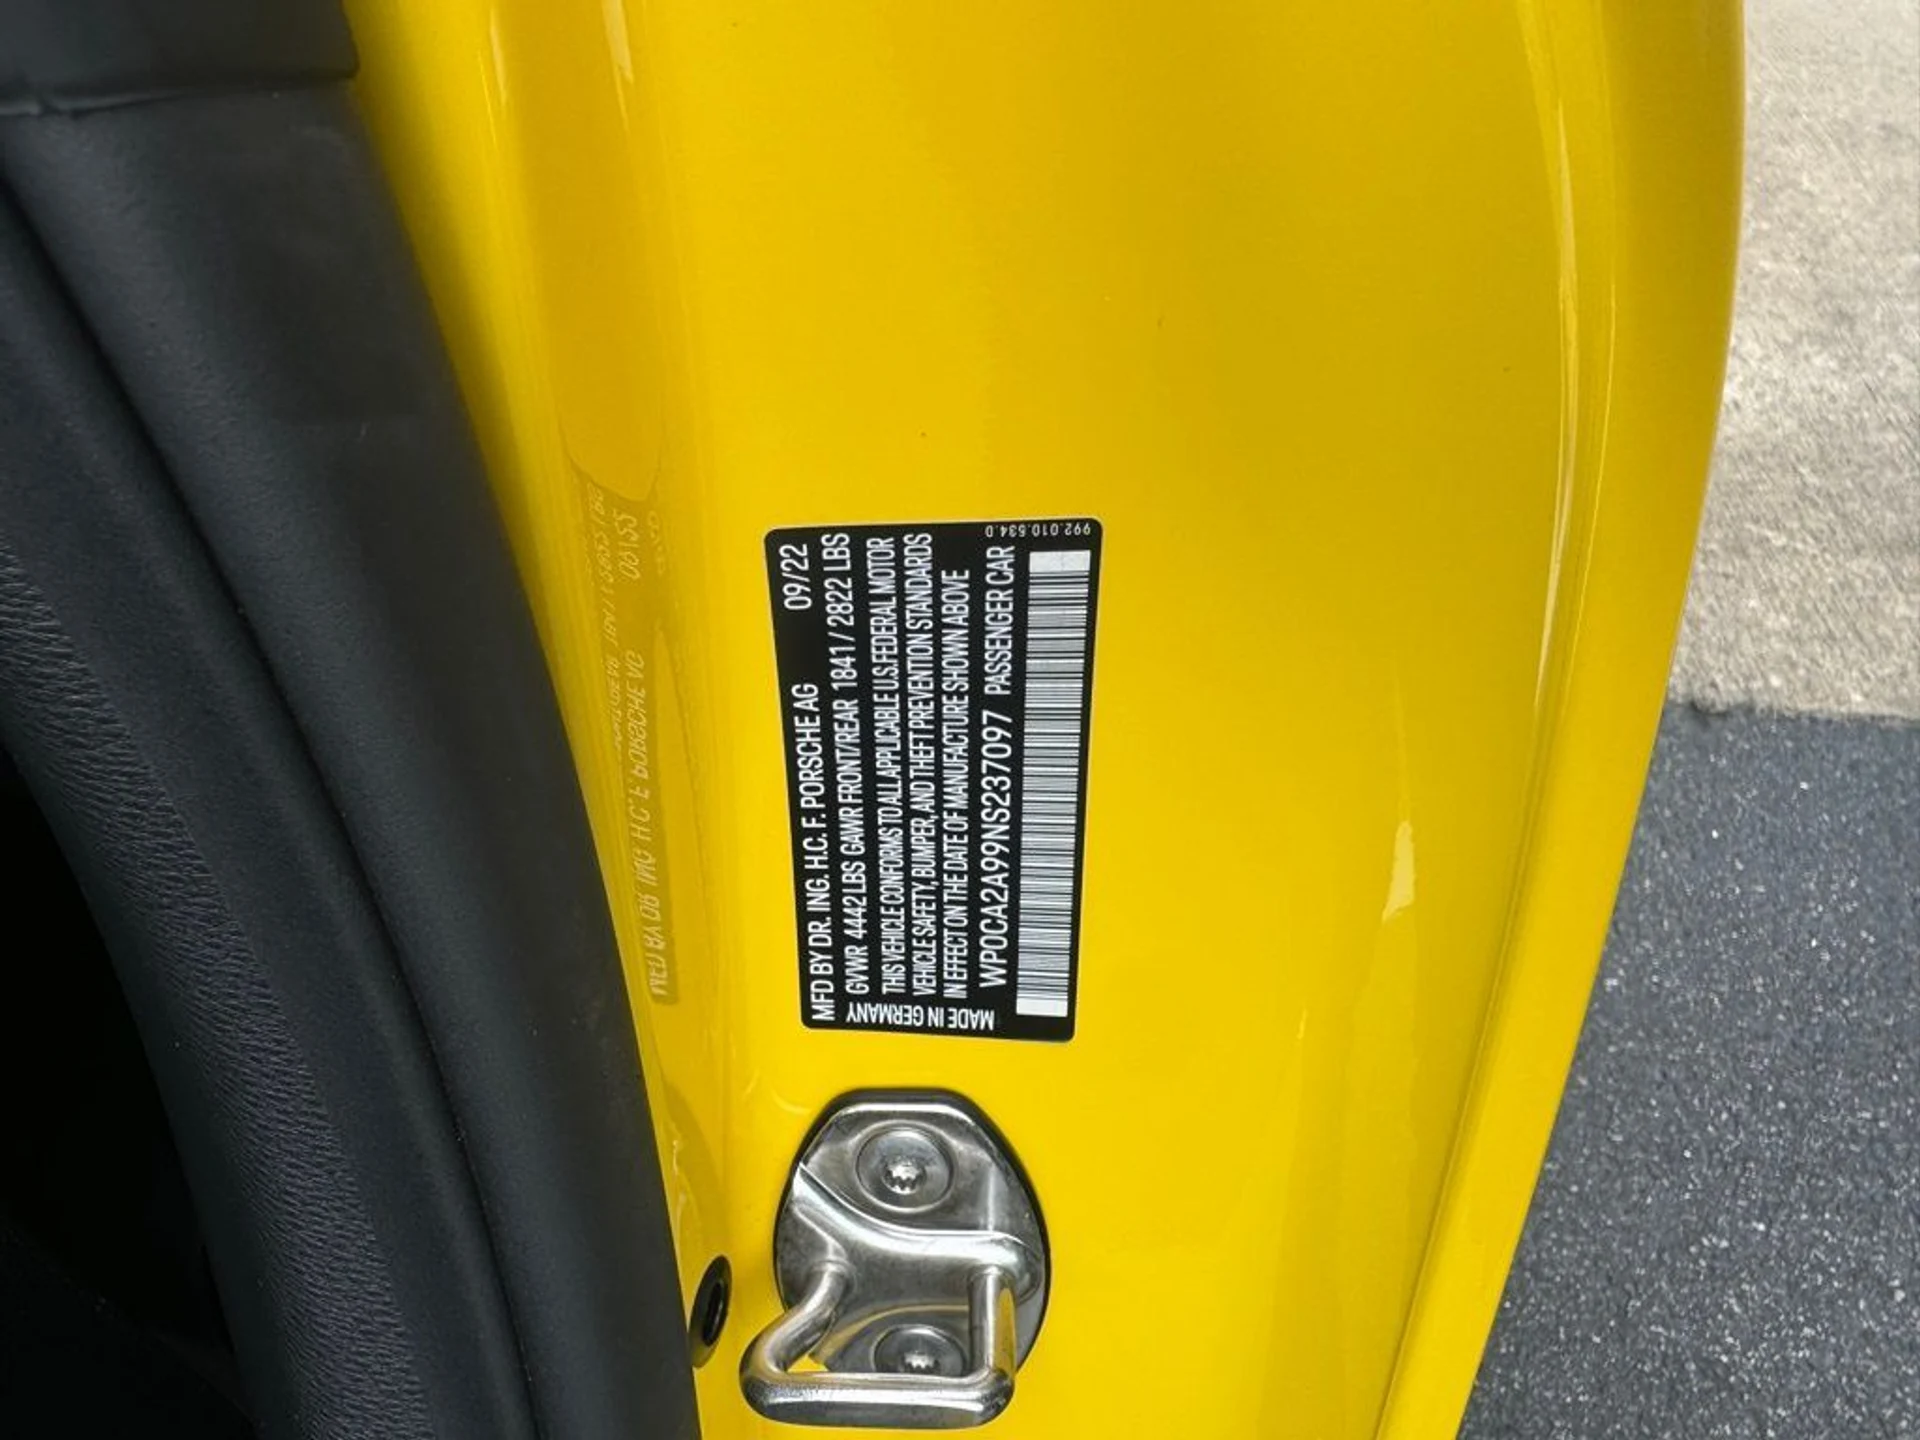 MFD BY DR. ING. H.C. F. PORSCHE AG 09/22
GVWR 4442 LBS GAWR FRONT/REAR 1841 / 2822 LBS
THIS VEHICLE CONFORMS TO ALL APPLICABLE U.S. FEDERAL MOTOR
VEHICLE SAFETY, BUMPER, AND THEFT PREVENTION STANDARDS
IN EFFECT ON THE DATE OF MANUFACTURE SHOWN ABOVE
WP0CA2A99NS237097 PASSENGER CAR
MADE IN GERMANY
992.010.534.D